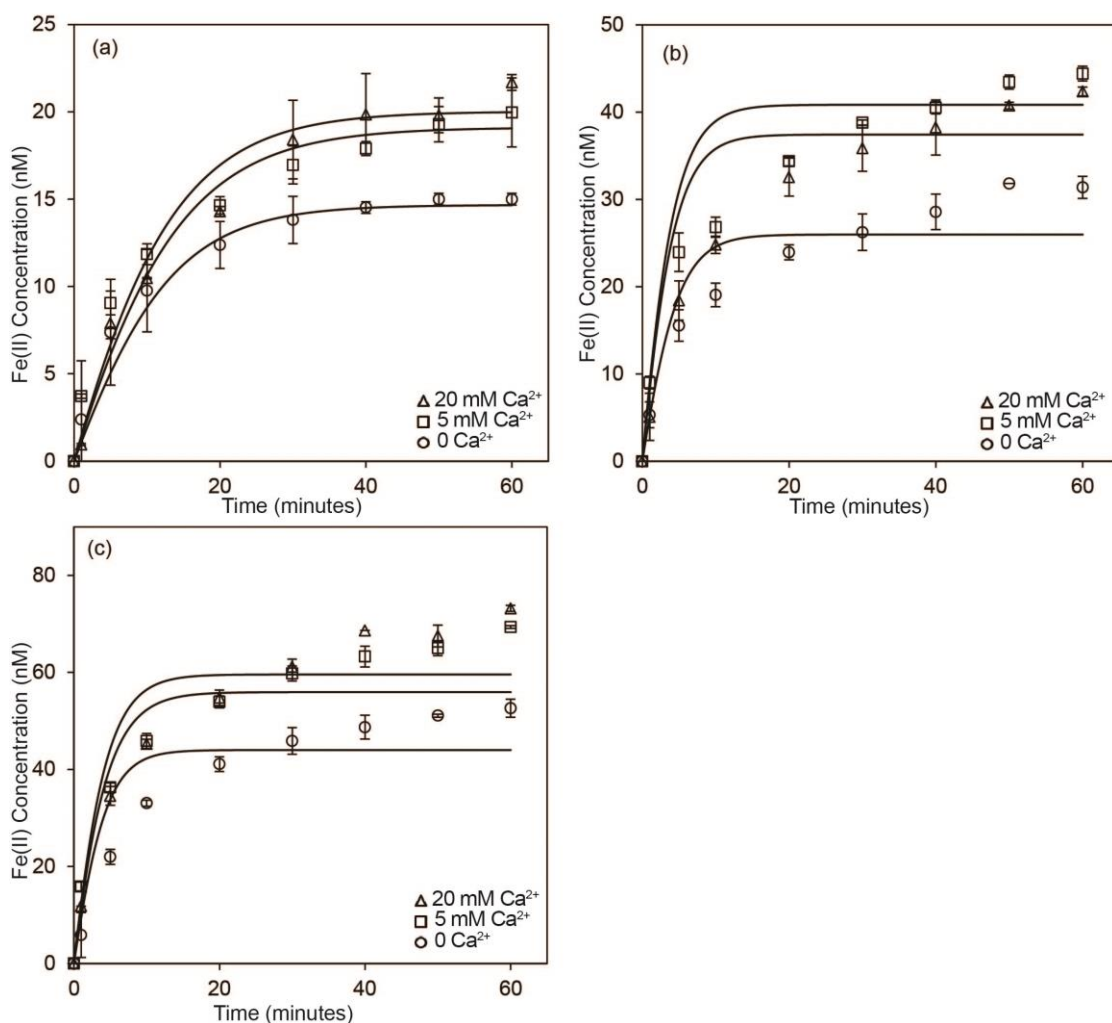 (a)
Fe(II) Concentration (nM)
25
20
15
10
5
0
0 20 40 60
Time (minutes)
20 mM Ca²⁺
5 mM Ca²⁺
0 Ca²⁺
(b)
Fe(II) Concentration (nM)
50
40
30
20
10
0
0 20 40 60
Time (minutes)
20 mM Ca²⁺
5 mM Ca²⁺
0 Ca²⁺
(c)
Fe(II) Concentration (nM)
80
60
40
20
0
0 20 40 60
Time (minutes)
20 mM Ca²⁺
5 mM Ca²⁺
0 Ca²⁺